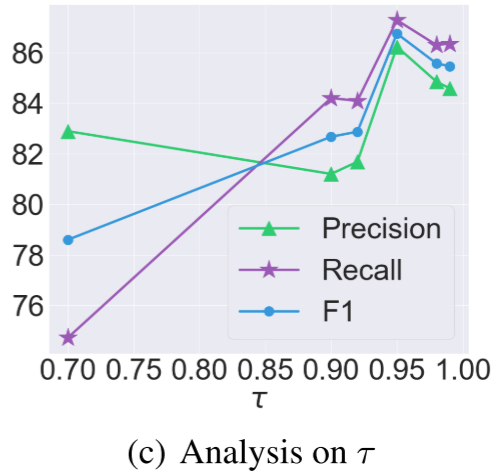 86
84
82
80
78
76
Precision
Recall
F1
0.70 0.75 0.80 0.85 0.90 0.95 1.00
τ
(c) Analysis on τ